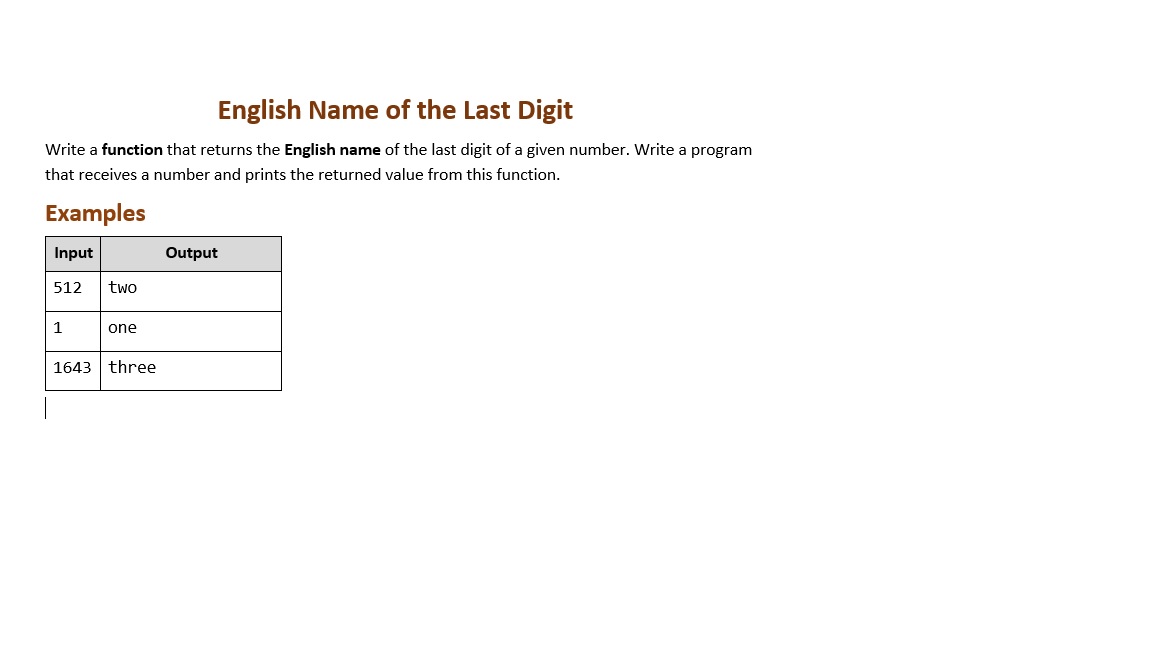 English Name of the Last Digit
Write a function that returns the English name of the last digit of a given number. Write a program
that receives a number and prints the returned value from this function.
Examples
Input Output
512 two
1 one
1643 three